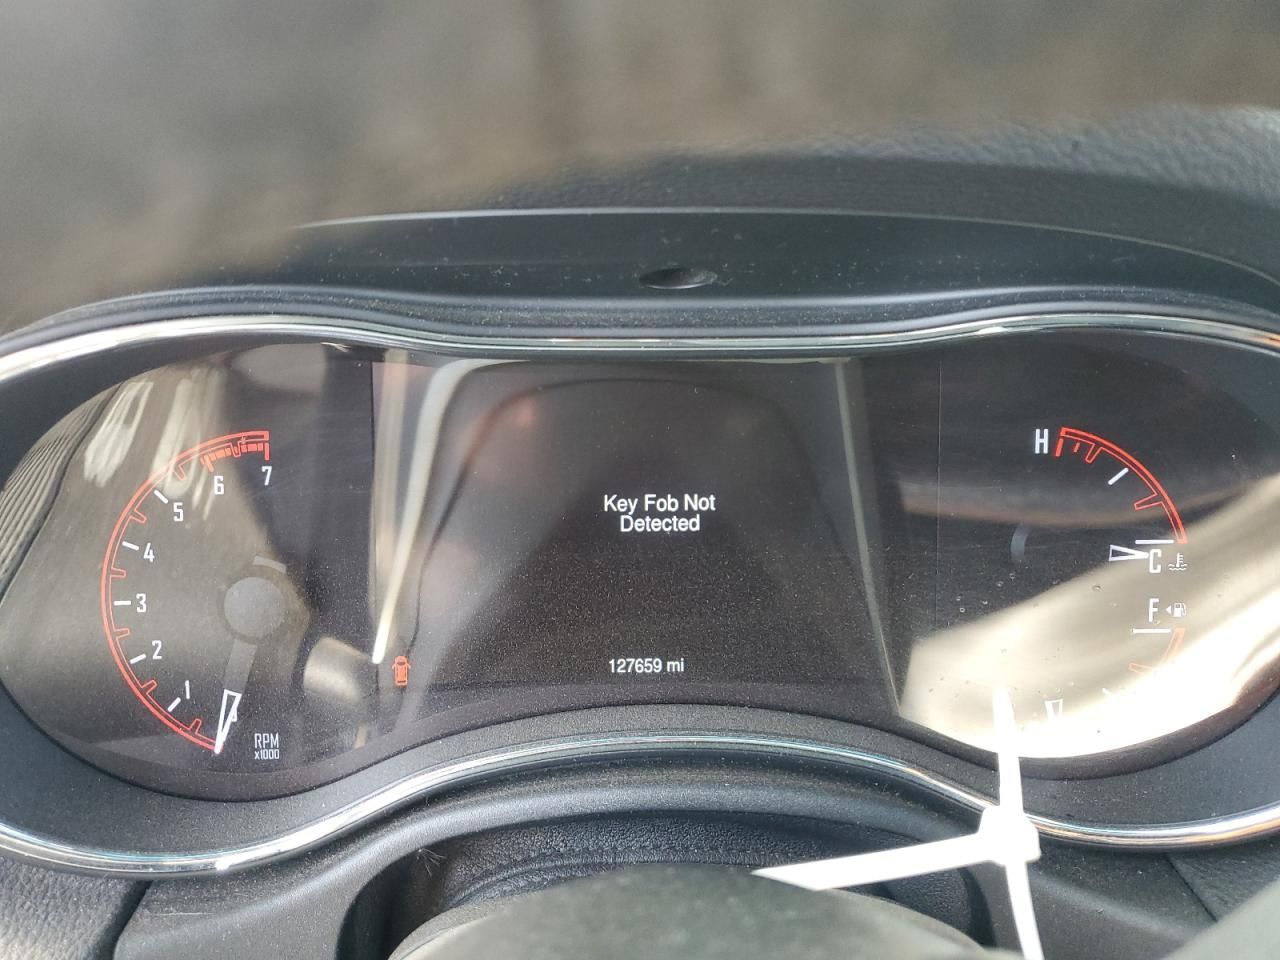 7
6
5
4
3
2
1
RPM
x1000
Key Fob Not
Detected
127659 mi
H
C
F